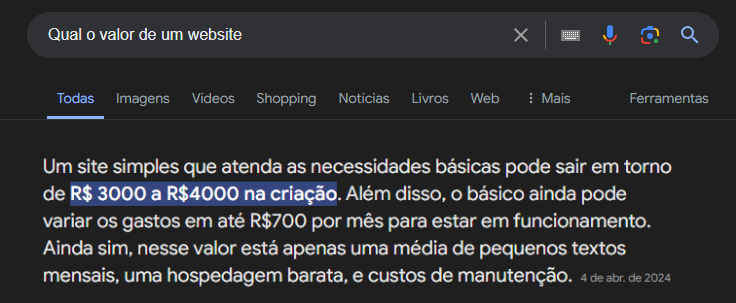 Qual o valor de um website
Todas Imagens Vídeos Shopping Notícias Livros Web Mais Ferramentas
Um site simples que atenda as necessidades básicas pode sair em torno
de R$ 3000 a R$4000 na criação. Além disso, o básico ainda pode
variar os gastos em até R$700 por mês para estar em funcionamento.
Ainda sim, nesse valor está apenas uma média de pequenos textos
mensais, uma hospedagem barata, e custos de manutenção. 4 de abr. de 2024